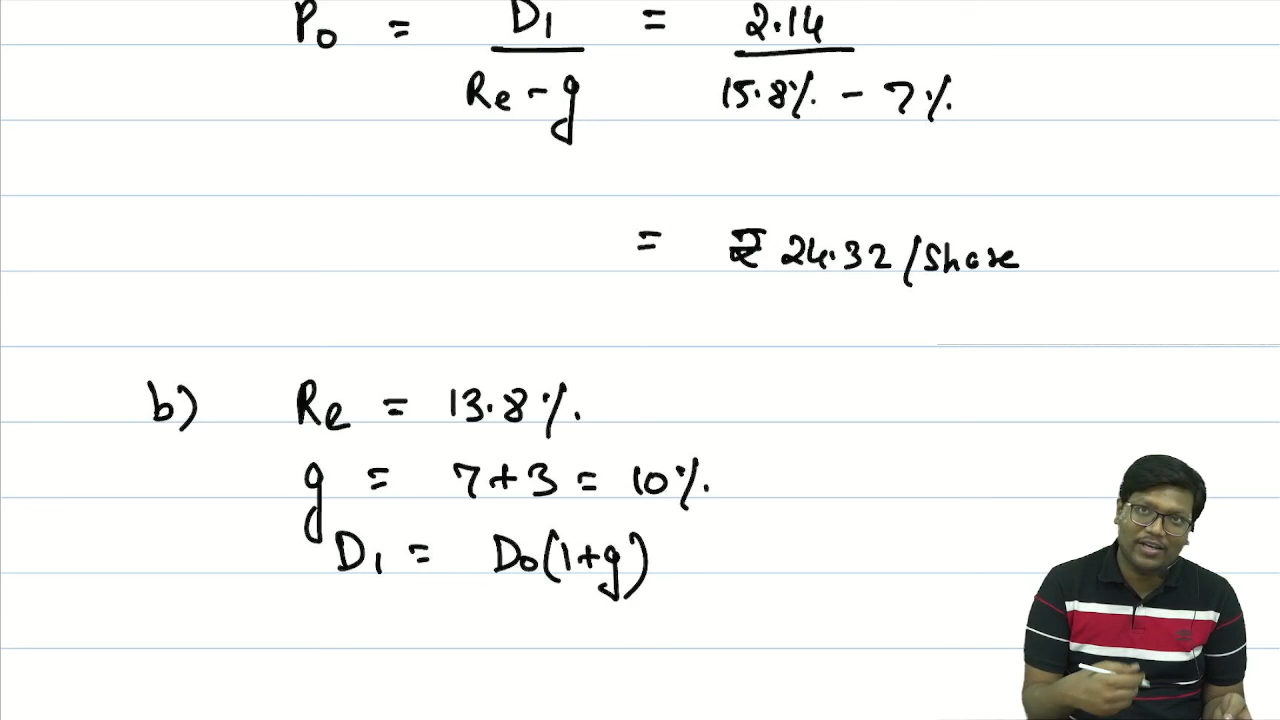 P₀ = D₁ / Re - g = 2.14 / 15.8% - 7%
= ₹ 24.32 / Share
b) Re = 13.8%.
g = 7+3 = 10%.
D₁ = D₀(1+g)